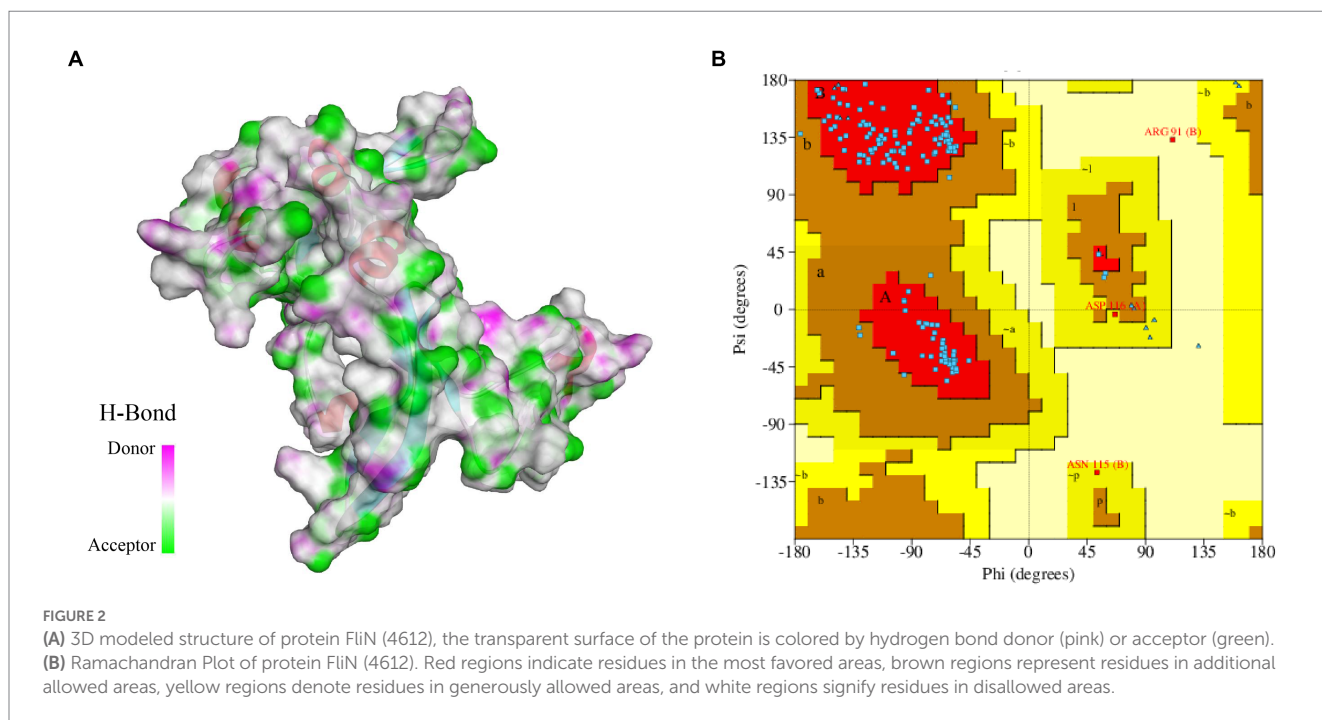 A
H-Bond
Donor
Acceptor
B
180
135
90
45
0
-45
-90
-135
Psi (degrees)
b
~b
~b
b
ARG 91 (B)
~l
l
a
A
ASP 116 (A)
~a
ASN 115 (B)
~b
~p
b
p
~b
-180
-135
-90
-45
0
45
90
135
180
Phi (degrees)
FIGURE 2
(A) 3D modeled structure of protein FliN (4612), the transparent surface of the protein is colored by hydrogen bond donor (pink) or acceptor (green).
(B) Ramachandran Plot of protein FliN (4612). Red regions indicate residues in the most favored areas, brown regions represent residues in additional
allowed areas, yellow regions denote residues in generously allowed areas, and white regions signify residues in disallowed areas.